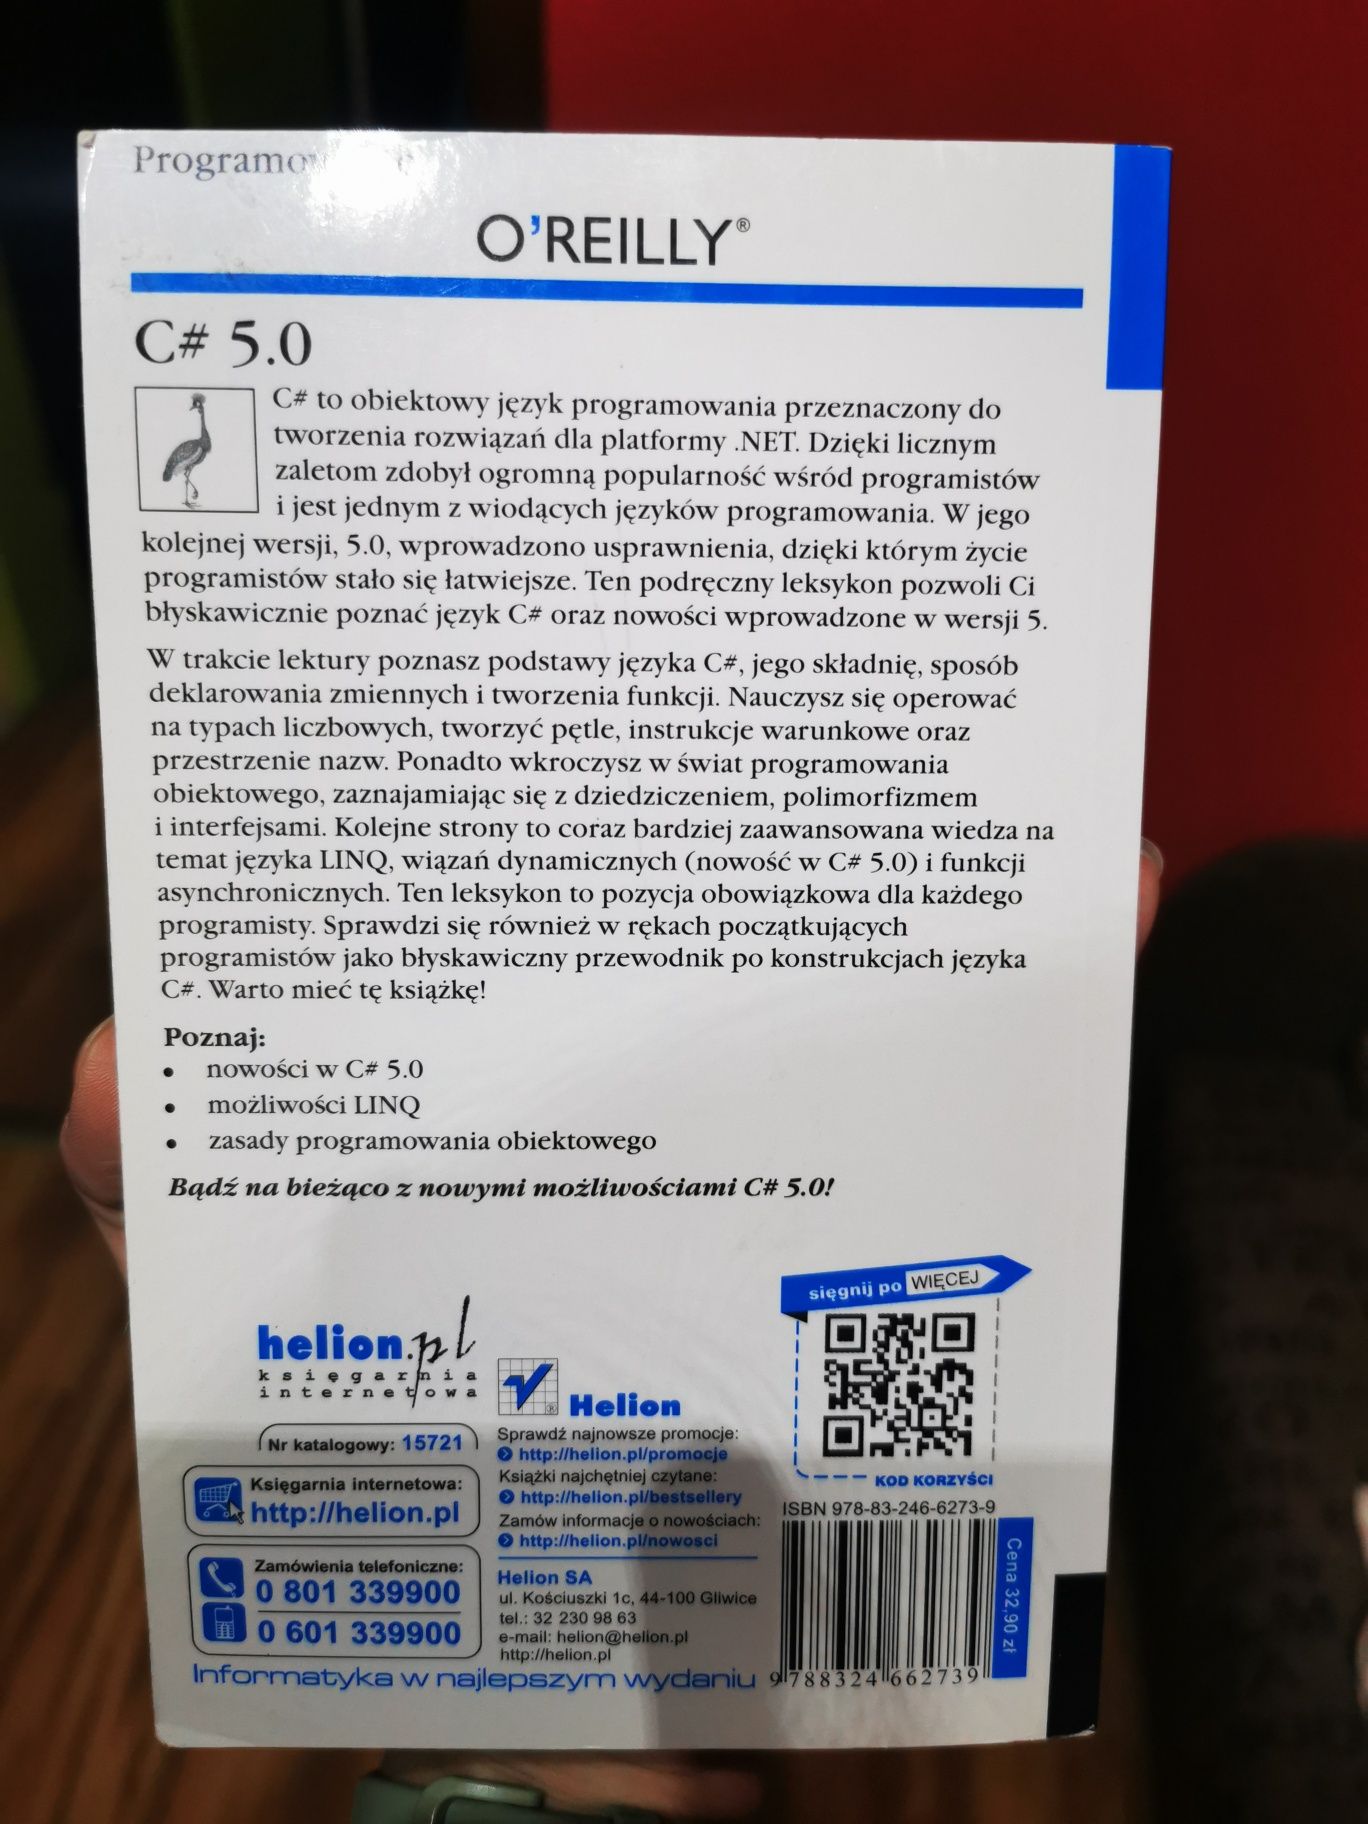 O'REILLY®
C# 5.0
C# to obiektowy język programowania przeznaczony do
tworzenia rozwiązań dla platformy .NET. Dzięki licznym
zaletom zdobył ogromną popularność wśród programistów
i jest jednym z wiodących języków programowania. W jego
kolejnej wersji, 5.0, wprowadzono usprawnienia, dzięki którym życie
programistów stało się łatwiejsze. Ten podręczny leksykon pozwoli Ci
błyskawicznie poznać język C# oraz nowości wprowadzone w wersji 5.
W trakcie lektury poznasz podstawy języka C#, jego składnię, sposób
deklarowania zmiennych i tworzenia funkcji. Nauczysz się operować
na typach liczbowych, tworzyć pętle, instrukcje warunkowe oraz
przestrzenie nazw. Ponadto wkroczysz w świat programowania
obiektowego, zaznajamiając się z dziedziczeniem, polimorfizmem
i interfejsami. Kolejne strony to coraz bardziej zaawansowana wiedza na
temat języka LINQ, wiązań dynamicznych (nowość w C# 5.0) i funkcji
asynchronicznych. Ten leksykon to pozycja obowiązkowa dla każdego
programisty. Sprawdzi się również w rękach początkujących
programistów jako błyskawiczny przewodnik po konstrukcjach języka
C#. Warto mieć tę książkę!
Poznaj:
• nowości w C# 5.0
• możliwości LINQ
• zasady programowania obiektowego
Bądź na bieżąco z nowymi możliwościami C# 5.0!
helion.pl
księgarnia
internetowa
Nr katalogowy: 15721
Księgarnia internetowa:
http://helion.pl
Zamówienia telefoniczne:
0 801 339900
0 601 339900
Helion
Sprawdź najnowsze promocje:
http://helion.pl/promocje
Książki najchętniej czytane:
http://helion.pl/bestsellery
Zamów informacje o nowościach:
http://helion.pl/nowosci
Helion SA
ul. Kościuszki 1c, 44-100 Gliwice
tel.: 32 230 98 63
e-mail: helion@helion.pl
http://helion.pl
Informatyka w najlepszym wydaniu
sięgnij po WIĘCEJ
KOD KORZYŚCI
ISBN 978-83-246-6273-9
Cena 32,90 zł
9 788324 662739